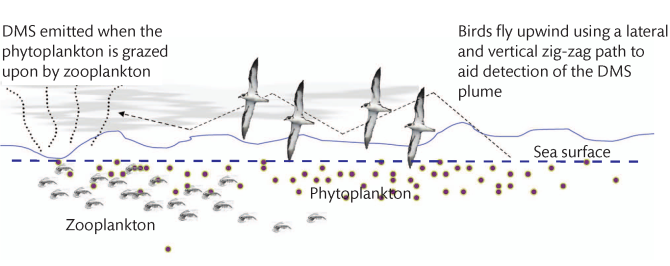 DMS emitted when the
phytoplankton is grazed
upon by zooplankton
Birds fly upwind using a lateral
and vertical zig-zag path to
aid detection of the DMS
plume
Sea surface
Phytoplankton
Zooplankton